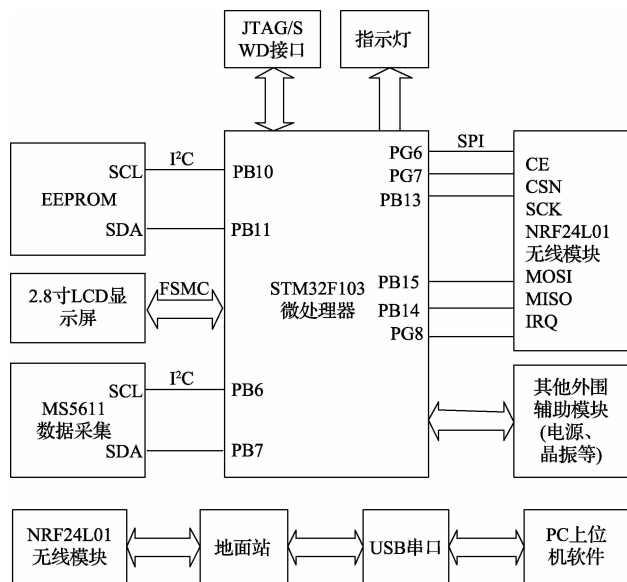 JTAG/S
WD接口
指示灯
SCL
EEPROM
SDA
I²C
PB10
PB11
2.8寸LCD显
示屏
FSMC
SCL
MS5611
数据采集
SDA
I²C
PB6
PB7
STM32F103
微处理器
PG6
PG7
PB13
PB15
PB14
PG8
SPI
CE
CSN
SCK
NRF24L01
无线模块
MOSI
MISO
IRQ
其他外围
辅助模块
(电源、
晶振等)
NRF24L01
无线模块
地面站
USB串口
PC上位
机软件